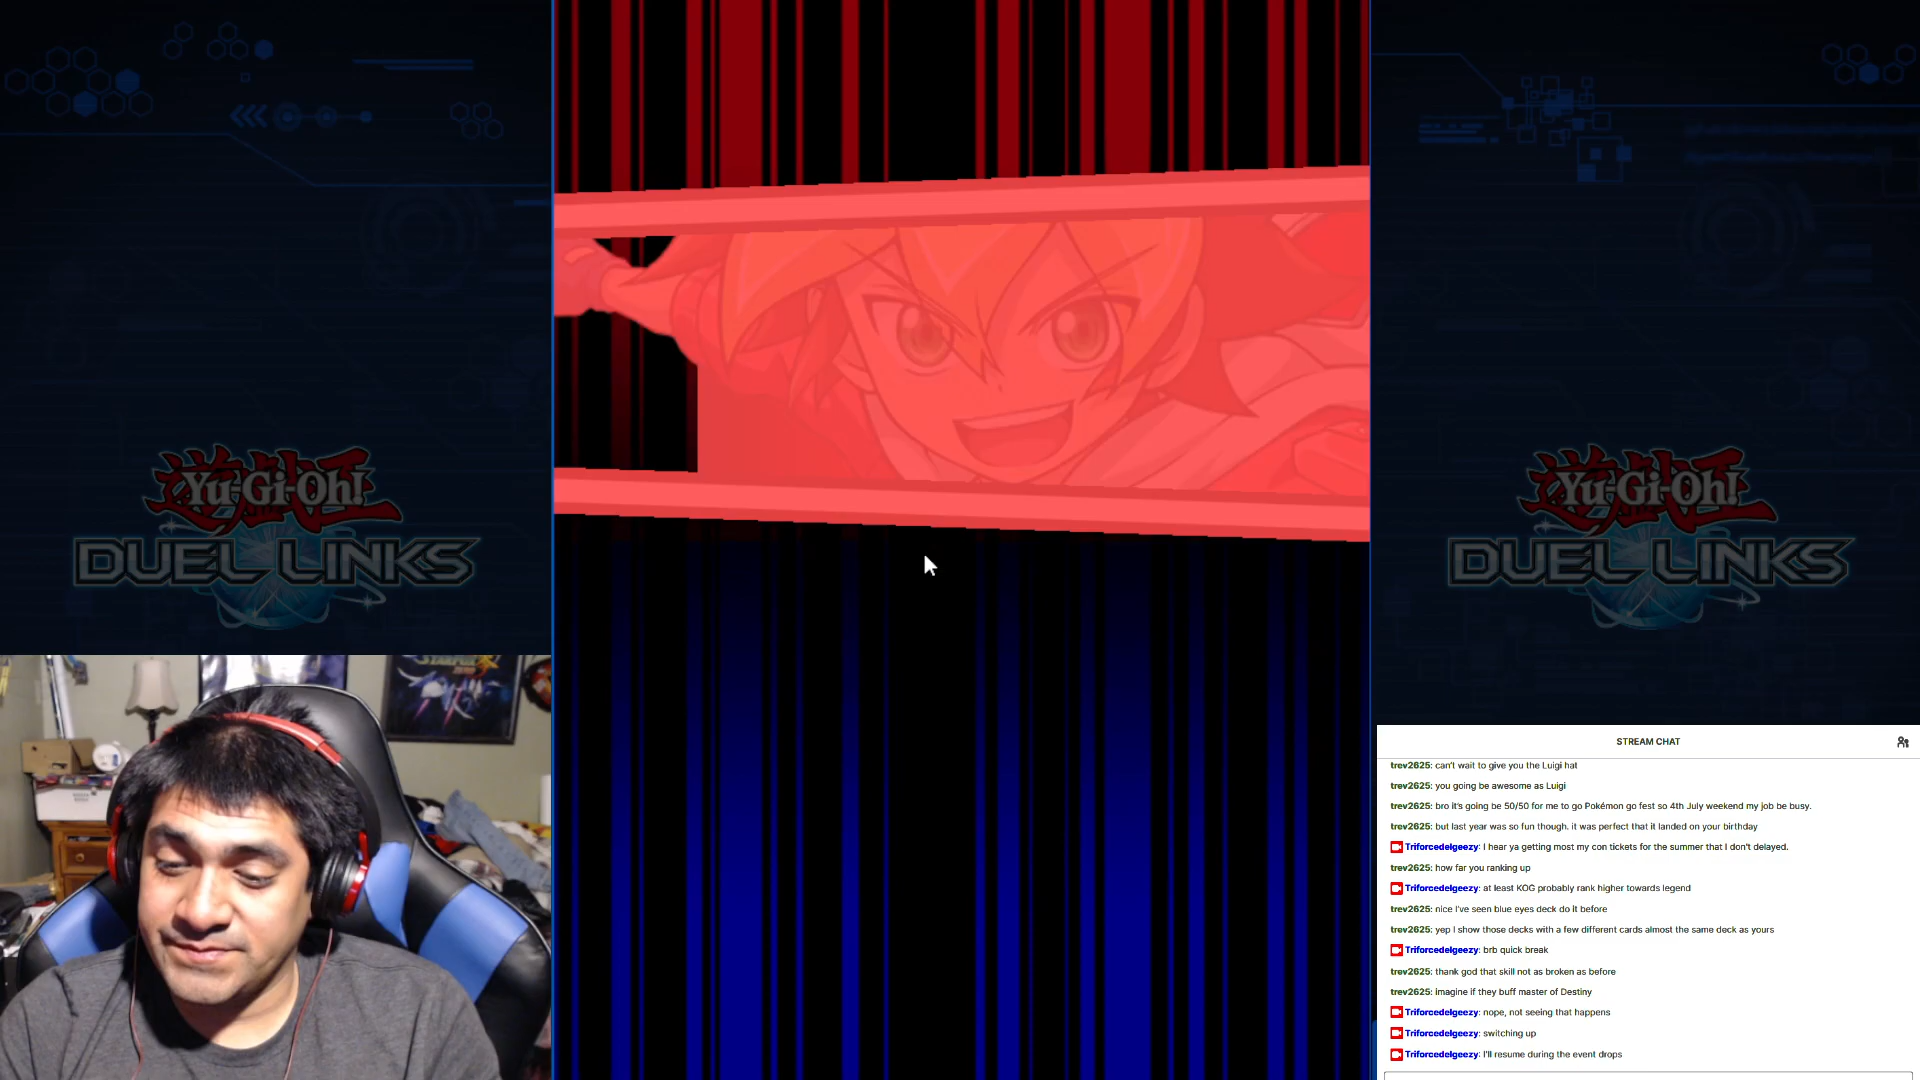 Yu-Gi-Oh!
DUEL LINKS
Yu-Gi-Oh!
DUEL LINKS
STREAM CHAT
trev2625: can't wait to give you the Luigi hat
trev2625: you going be awesome as Luigi
trev2625: bro it's going be 50/50 for me to go Pokémon go fest so 4th July weekend my job be busy.
trev2625: but last year was so fun though. it was perfect that it landed on your birthday
Triforcedelgeezy: I hear ya getting most my con tickets for the summer that I don't delayed.
trev2625: how far you ranking up
Triforcedelgeezy: at least KOG probably rank higher towards legend
trev2625: nice I've seen blue eyes deck do it before
trev2625: yep I show those decks with a few different cards almost the same deck as yours
Triforcedelgeezy: brb quick break
trev2625: thank god that skill not as broken as before
trev2625: imagine if they buff master of Destiny
Triforcedelgeezy: nope, not seeing that happens
Triforcedelgeezy: switching up
Triforcedelgeezy: I'll resume during the event drops